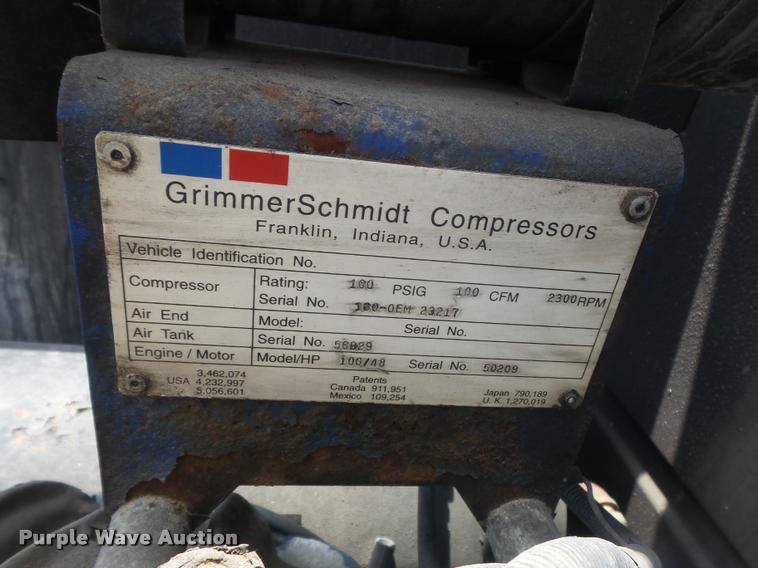 GrimmerSchmidt Compressors
Franklin, Indiana, U.S.A.
Vehicle Identification No.
Compressor Rating: 100 PSIG 100 CFM 2300 RPM
Serial No. 100-OEM 23217
Air End Model: Serial No.
Air Tank Serial No. 56829
Engine / Motor Model/HP 100/48 Serial No. 50209
Patents
USA 3,462,074 4,232,997 5,056,601
Canada 911,951
Mexico 109,254
Japan 790,189
U.K. 1,270,019
Purple Wave Auction